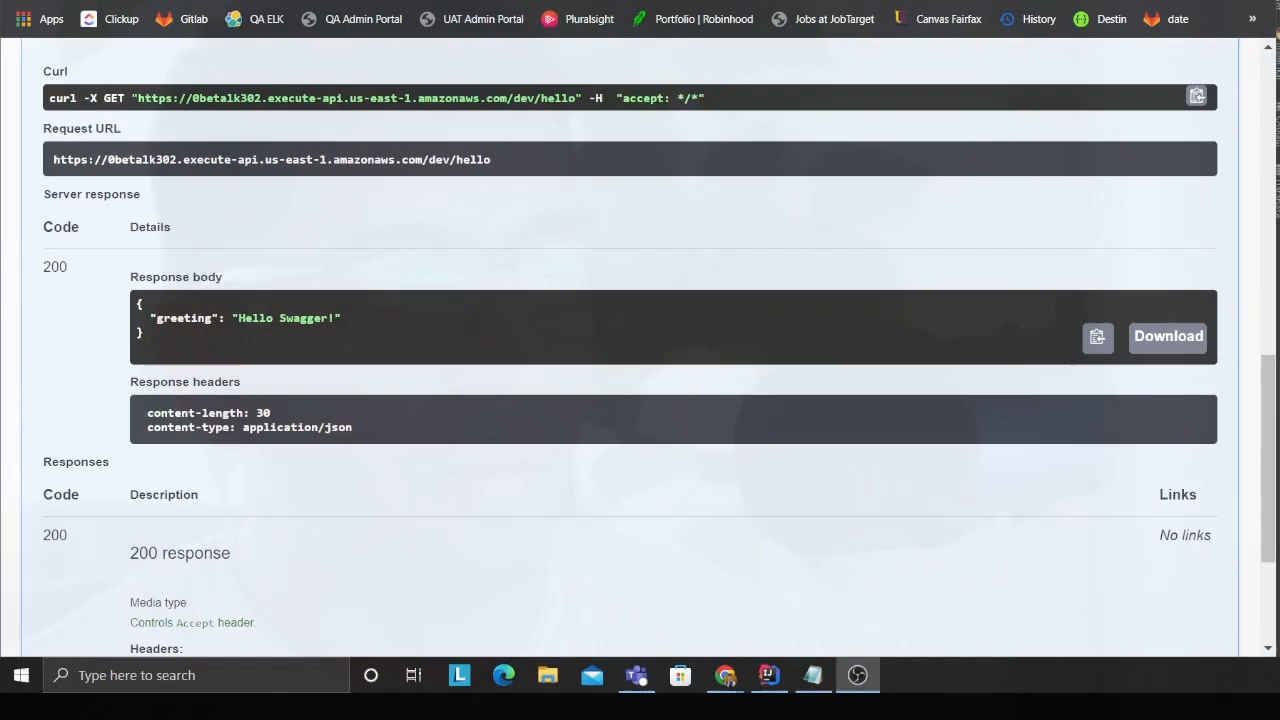 Apps Clickup Gitlab QA ELK QA Admin Portal UAT Admin Portal Pluralsight Portfolio | Robinhood Jobs at JobTarget Canvas Fairfax History Destin date »
Curl
curl -X GET "https://0betalk302.execute-api.us-east-1.amazonaws.com/dev/hello" -H  "accept: */*"
Request URL
https://0betalk302.execute-api.us-east-1.amazonaws.com/dev/hello
Server response
Code Details
200
Response body
{
"greeting": "Hello Swagger!"
}
Download
Response headers
content-length: 30
content-type: application/json
Responses
Code Description Links
200 No links
200 response
Media type
Controls Accept header.
Headers:
Type here to search